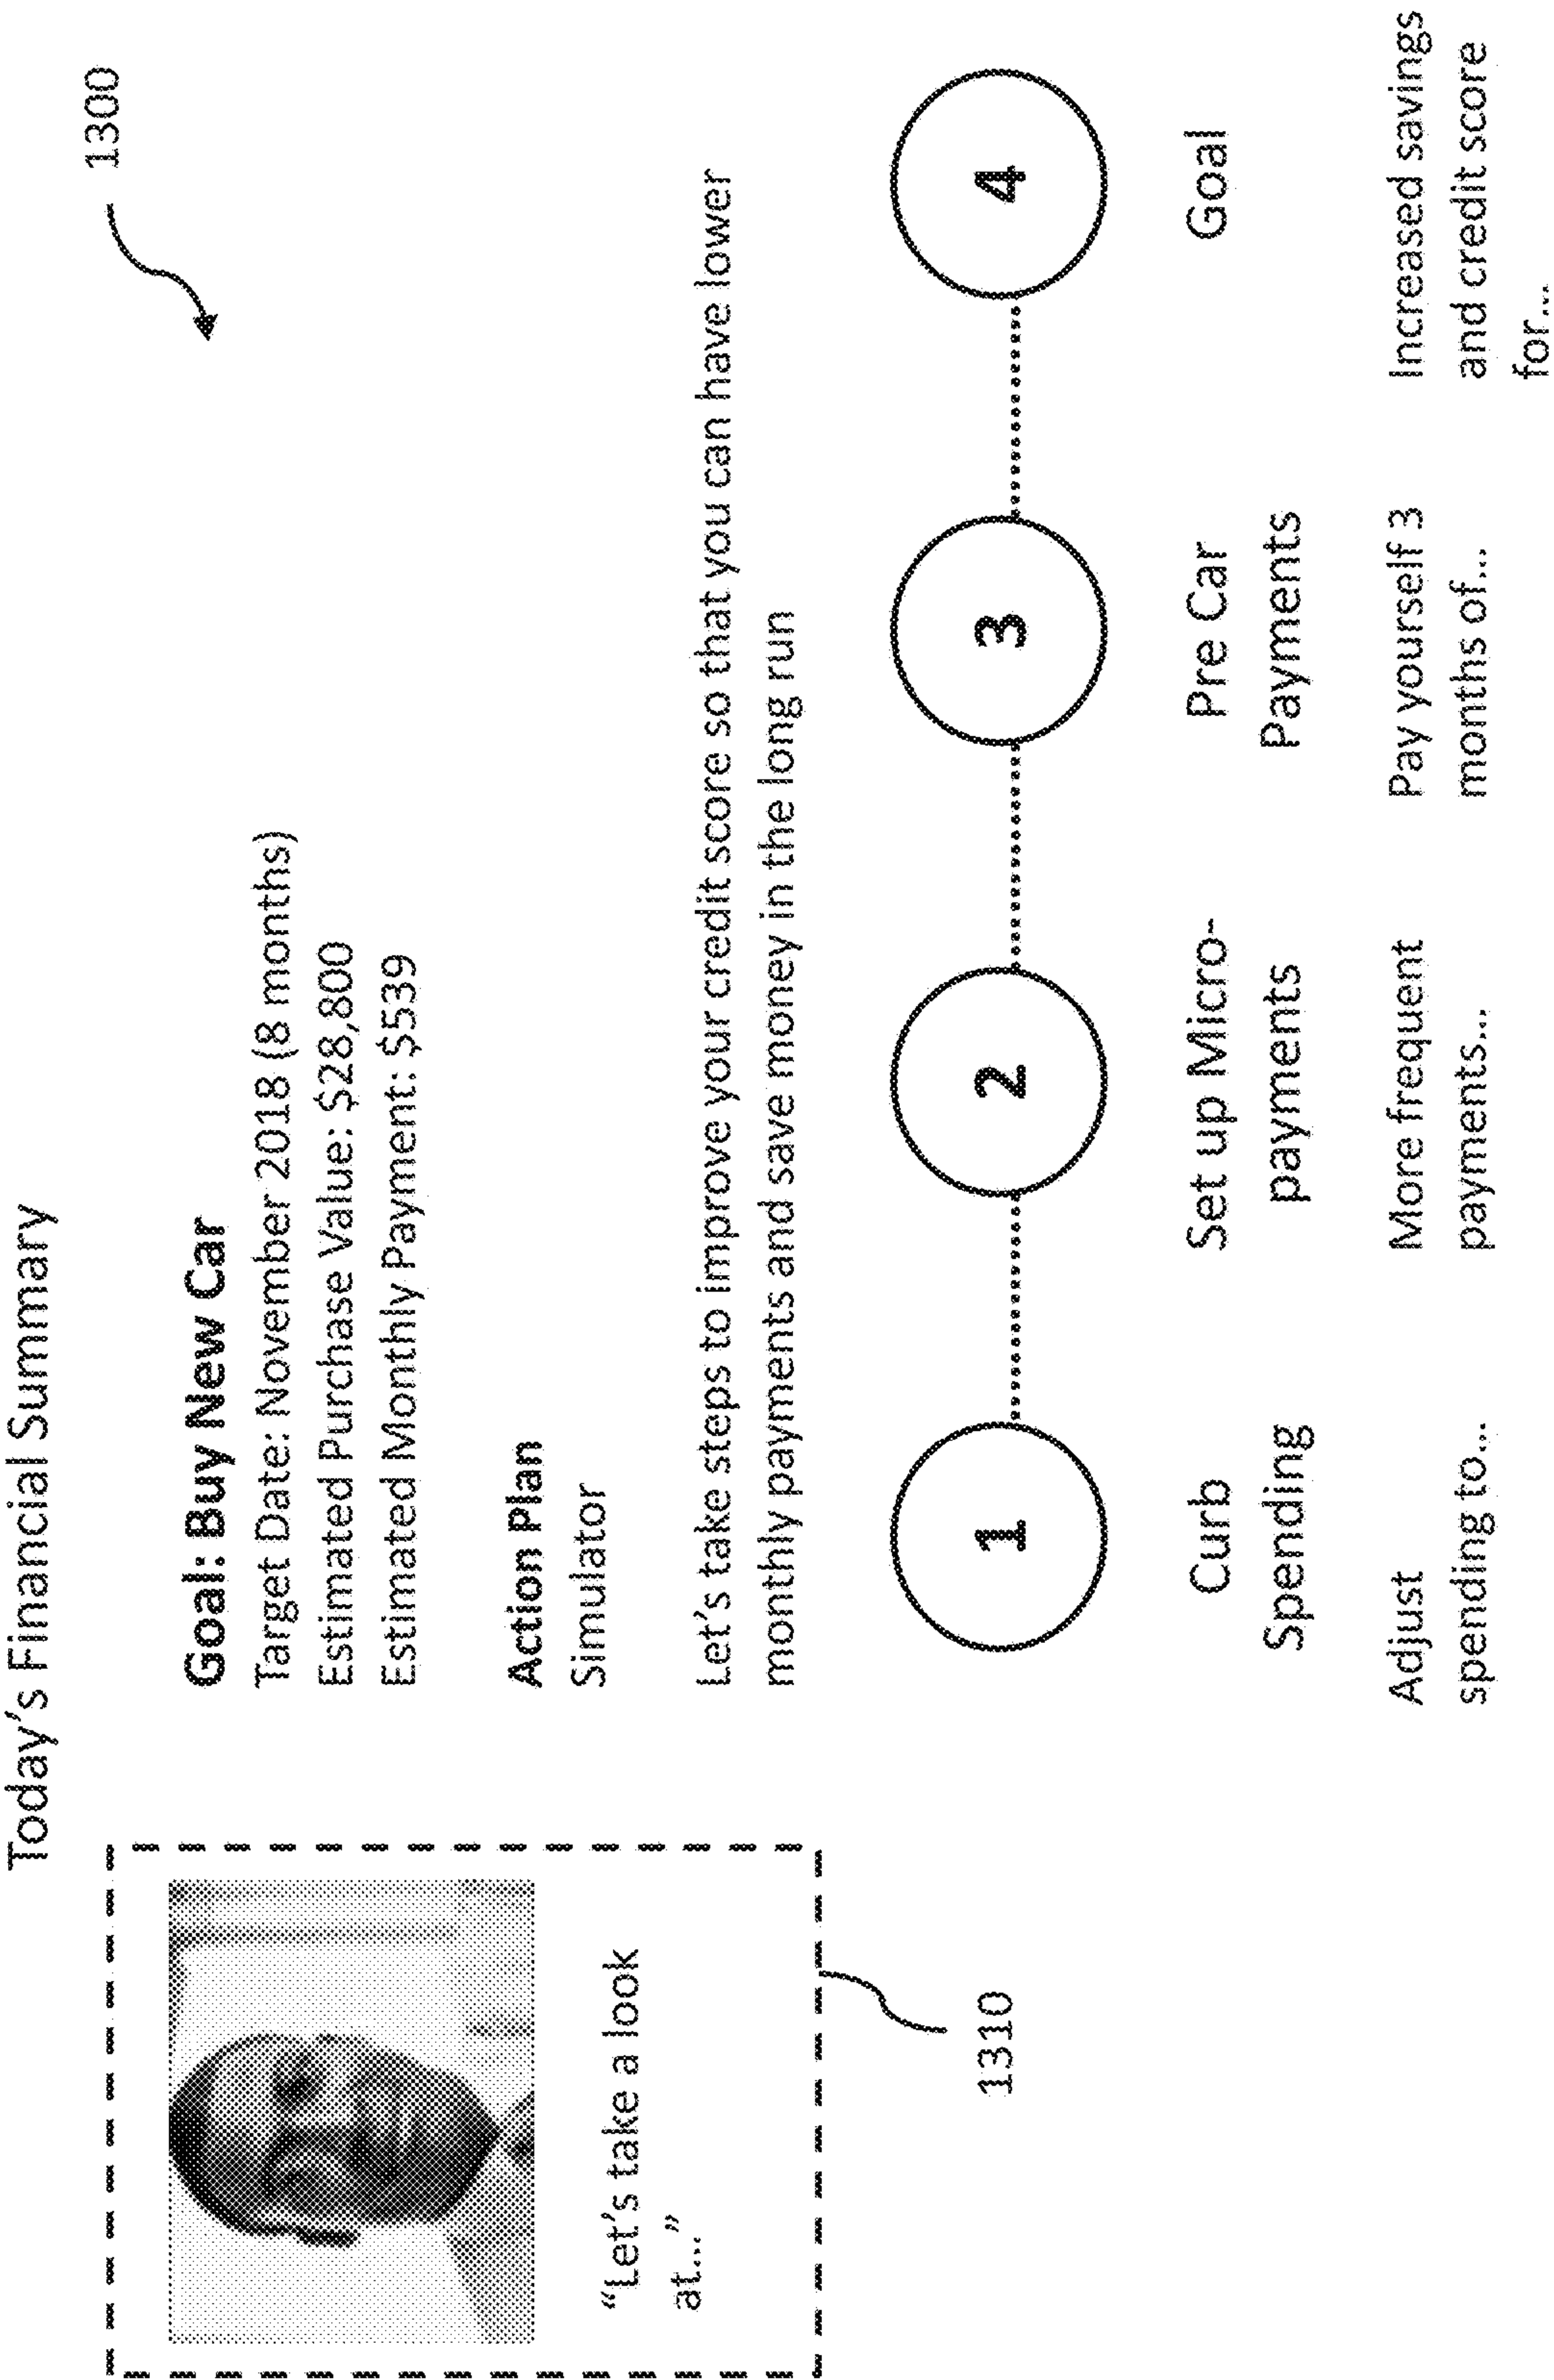 Today's Financial Summary
1300
Goal: Buy New Car
Target Date: November 2018 (8 months)
Estimated Purchase Value: $28,800
Estimated Monthly Payment: $539
Action Plan
Simulator
Let's take steps to improve your credit score so that you can have lower
monthly payments and save money in the long run
"Let's take a look
at..."
1310
1
2
3
4
Curb
Spending
Set up Micro-
payments
Pre Car
Payments
Goal
Adjust
spending to...
More frequent
payments...
Pay yourself 3
months of...
Increased savings
and credit score
for...